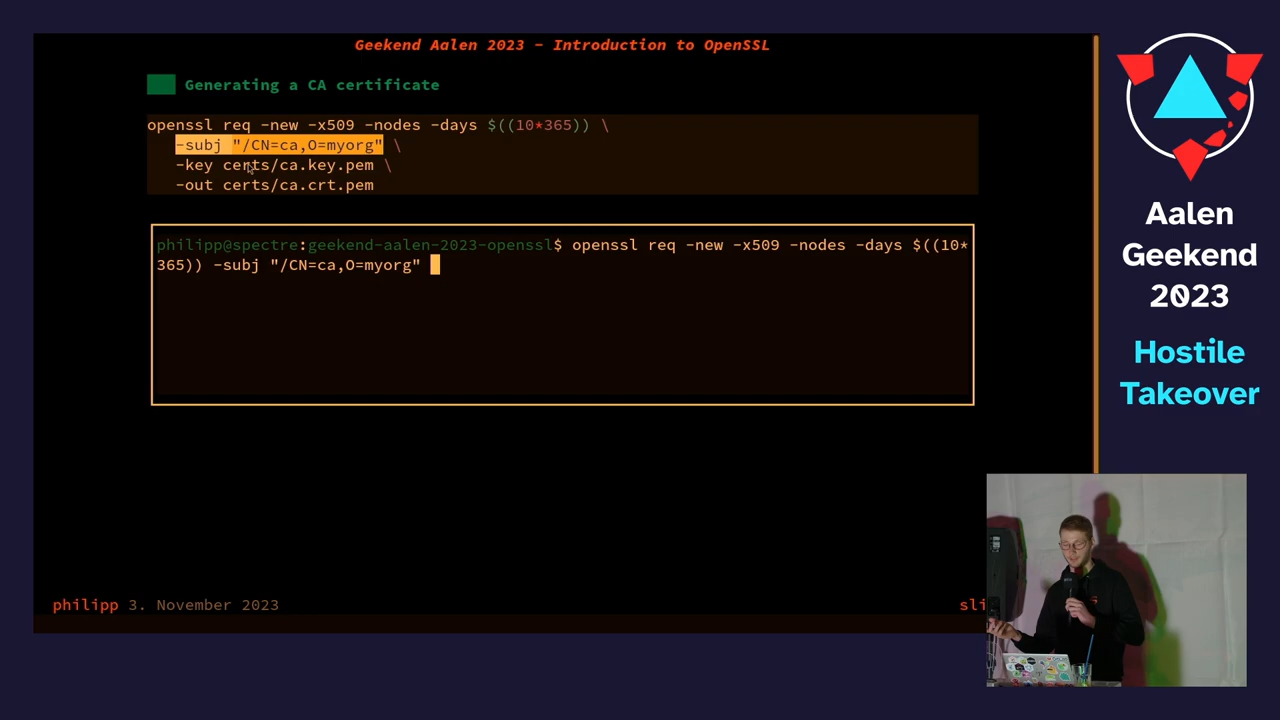 Geekend Aalen 2023 - Introduction to OpenSSL
Generating a CA certificate
openssl req -new -x509 -nodes -days $((10*365)) \
-subj "/CN=ca,O=myorg" \
-key certs/ca.key.pem \
-out certs/ca.crt.pem
philipp@spectre:geekend-aalen-2023-openssl$ openssl req -new -x509 -nodes -days $((10*
365)) -subj "/CN=ca,O=myorg"
philipp 3. November 2023
sli
Aalen
Geekend
2023
Hostile
Takeover